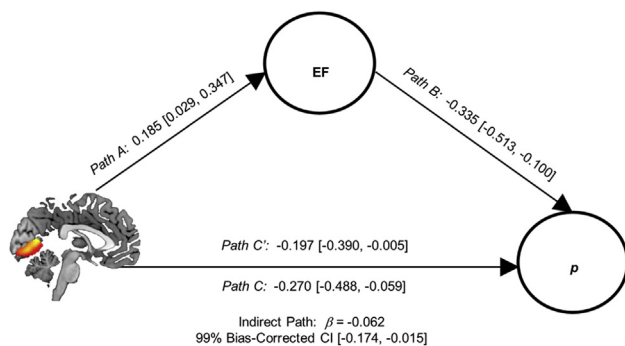 EF
Path A: 0.185 [0.029, 0.347]
Path B: -0.335 [-0.513, -0.100]
Path C': -0.197 [-0.390, -0.005]
p
Path C: -0.270 [-0.488, -0.059]
Indirect Path: β = -0.062
99% Bias-Corrected CI [-0.174, -0.015]